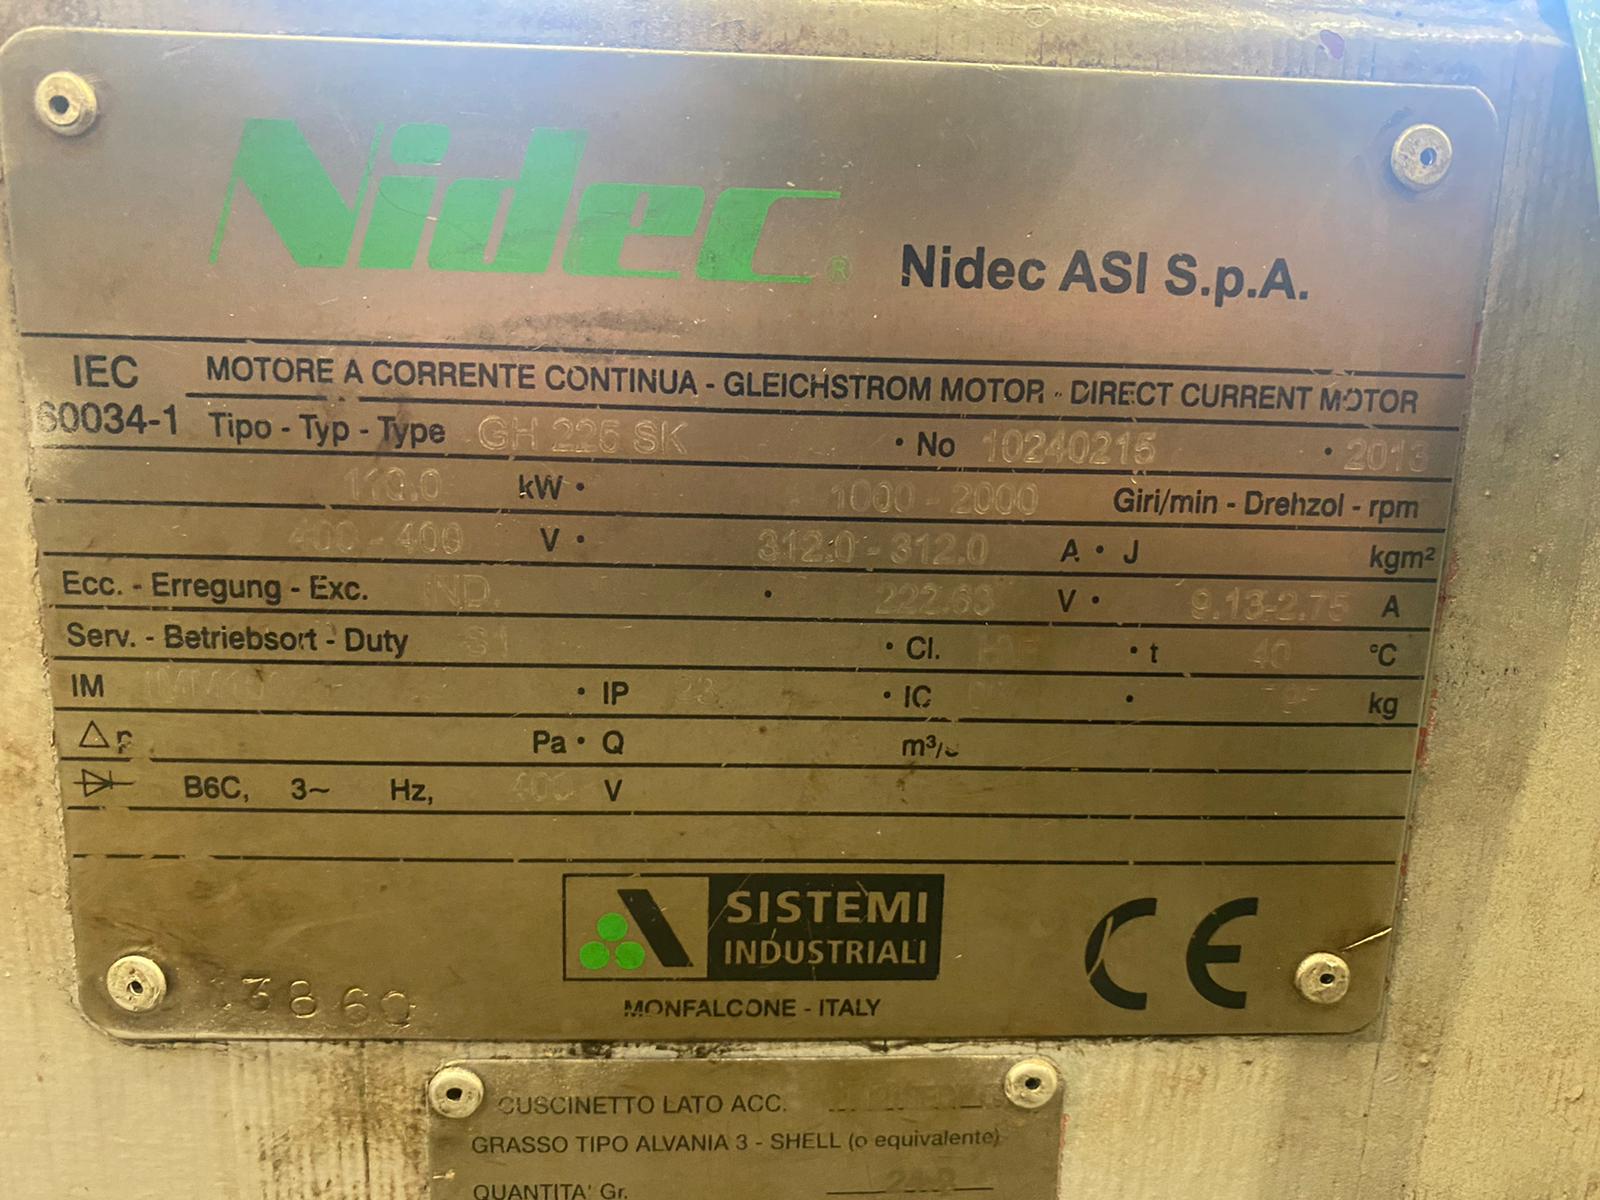 Nidec®
Nidec ASI S.p.A.
IEC 60034-1
MOTORE A CORRENTE CONTINUA - GLEICHSTROM MOTOR - DIRECT CURRENT MOTOR
Tipo - Typ - Type GH 225 SK • No 10240215 • 2013
kW • 1000 - 2000 Giri/min - Drehzol - rpm
400 - 400 V • 312.0 - 312.0 A • J kgm²
Ecc. - Erregung - Exc. IND. • 222.63 V • 9.13-2.75 A
Serv. - Betriebsort - Duty S1 • Cl. • t 40 °C
IM • IP 23 • IC • kg
△ p Pa • Q m³/s
B6C, 3~ Hz, 400 V
SISTEMI
INDUSTRIALI
CE
MONFALCONE - ITALY
3860
CUSCINETTO LATO ACC.
GRASSO TIPO ALVANIA 3 - SHELL (o equivalente)
QUANTITA' Gr.